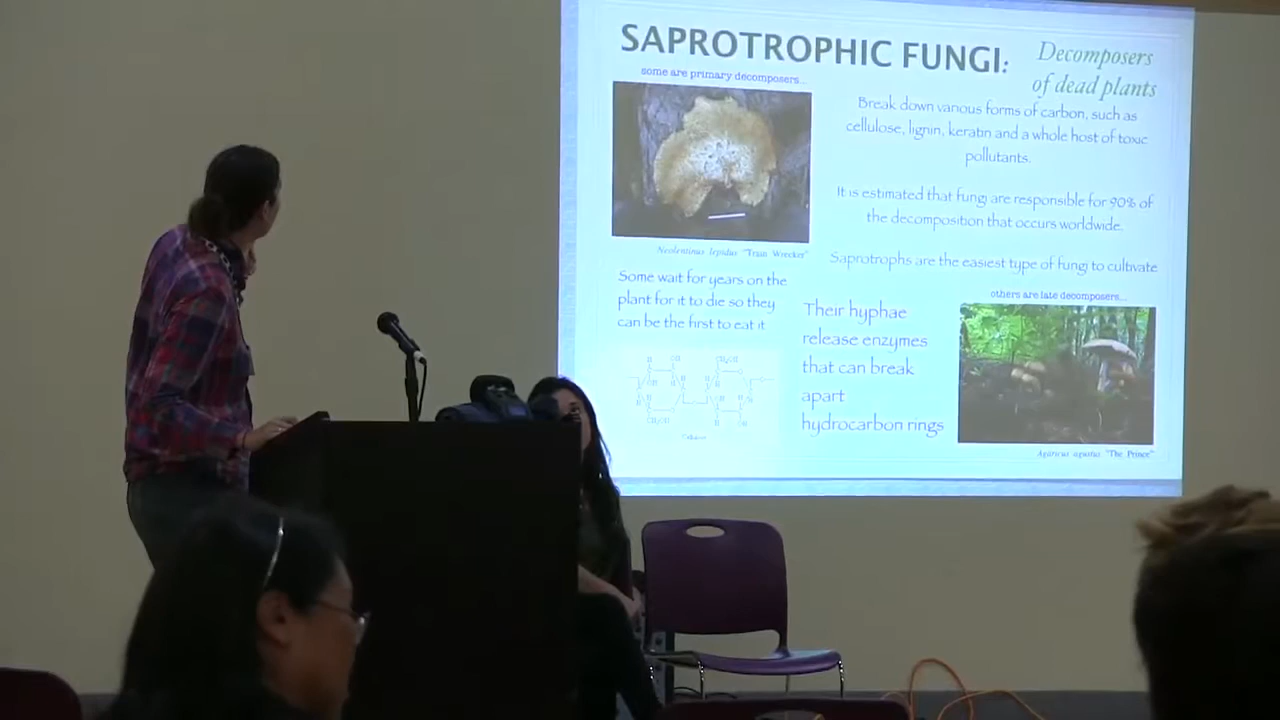 SAPROTROPHIC FUNGI:
Decomposers
of dead plants
some are primary decomposers...
Break down various forms of carbon, such as
cellulose, lignin, keratin and a whole host of toxic
pollutants.
It is estimated that fungi are responsible for 90% of
the decomposition that occurs worldwide.
Neolentinus lepidus "Train Wrecker"
Saprotrophs are the easiest type of fungi to cultivate
Some wait for years on the
plant for it to die so they
can be the first to eat it
others are late decomposers...
Their hyphae
release enzymes
that can break
apart
hydrocarbon rings
Agaricus augustus "The Prince"